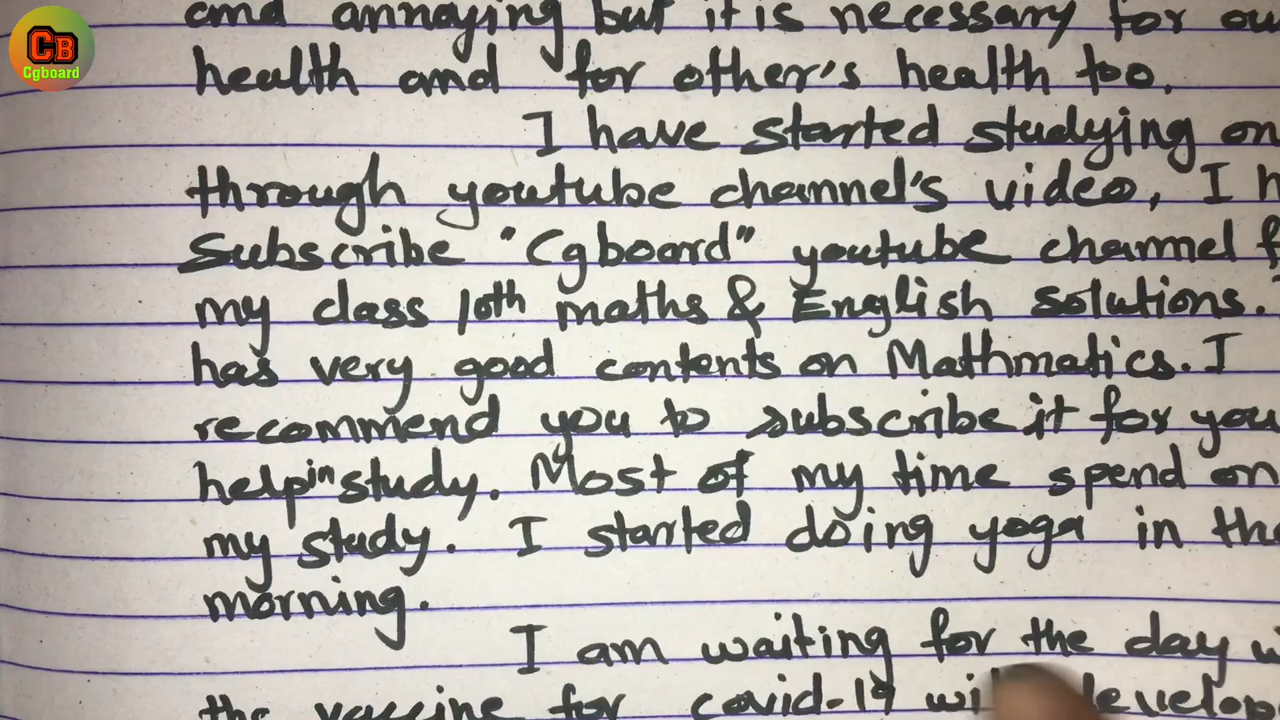 CB
Cgboard
and annoying but it is necessary for ou
health and for other's health too.
I have started studying on
through youtube channel's video, I h
Subscribe "Cgboard" youtube channel f
my class 10th maths & English solutions.
has very good contents on Mathmatics. I
recommend you to subscribe it for you
help in study. Most of my time spend on
my study. I started doing yoga in the
morning.
I am waiting for the day w
the vaccine for covid-19 develop